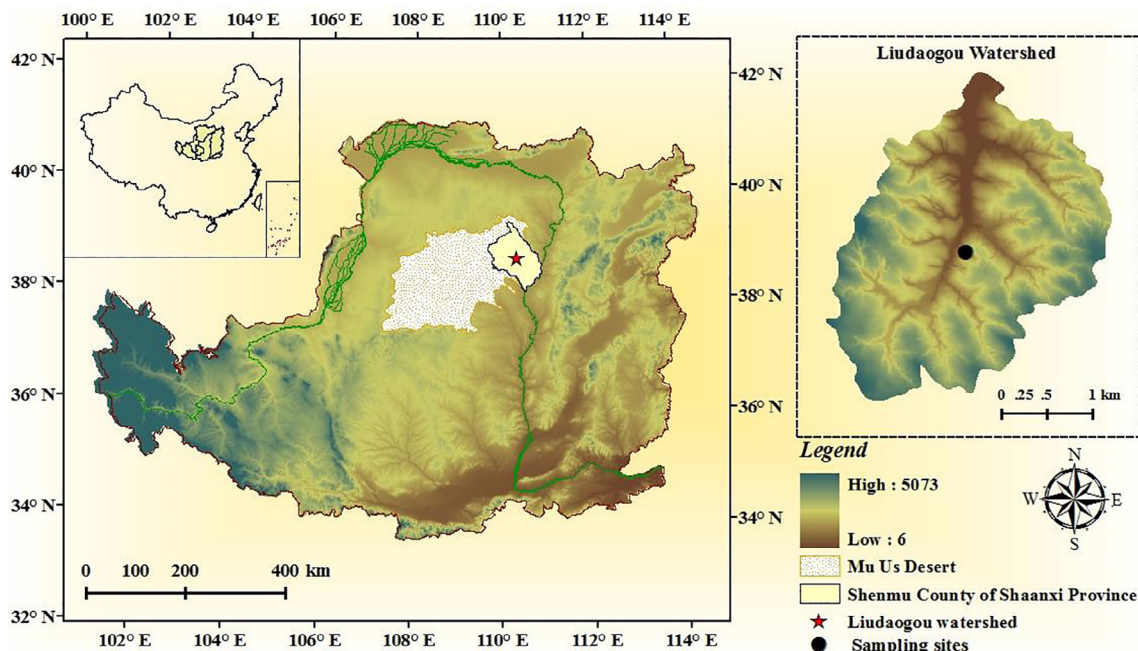 100° E 102° E 104° E 106° E 108° E 110° E 112° E 114° E
42° N
40° N
38° N
36° N
34° N
32° N
42° N
40° N
38° N
36° N
34° N
0 100 200 400 km
102° E 104° E 106° E 108° E 110° E 112° E 114° E
Liudaogou Watershed
0 .25 .5 1 km
Legend
High : 5073
Low : 6
Mu Us Desert
Shenmu County of Shaanxi Province
Liudaogou watershed
Sampling sites
N
W E
S